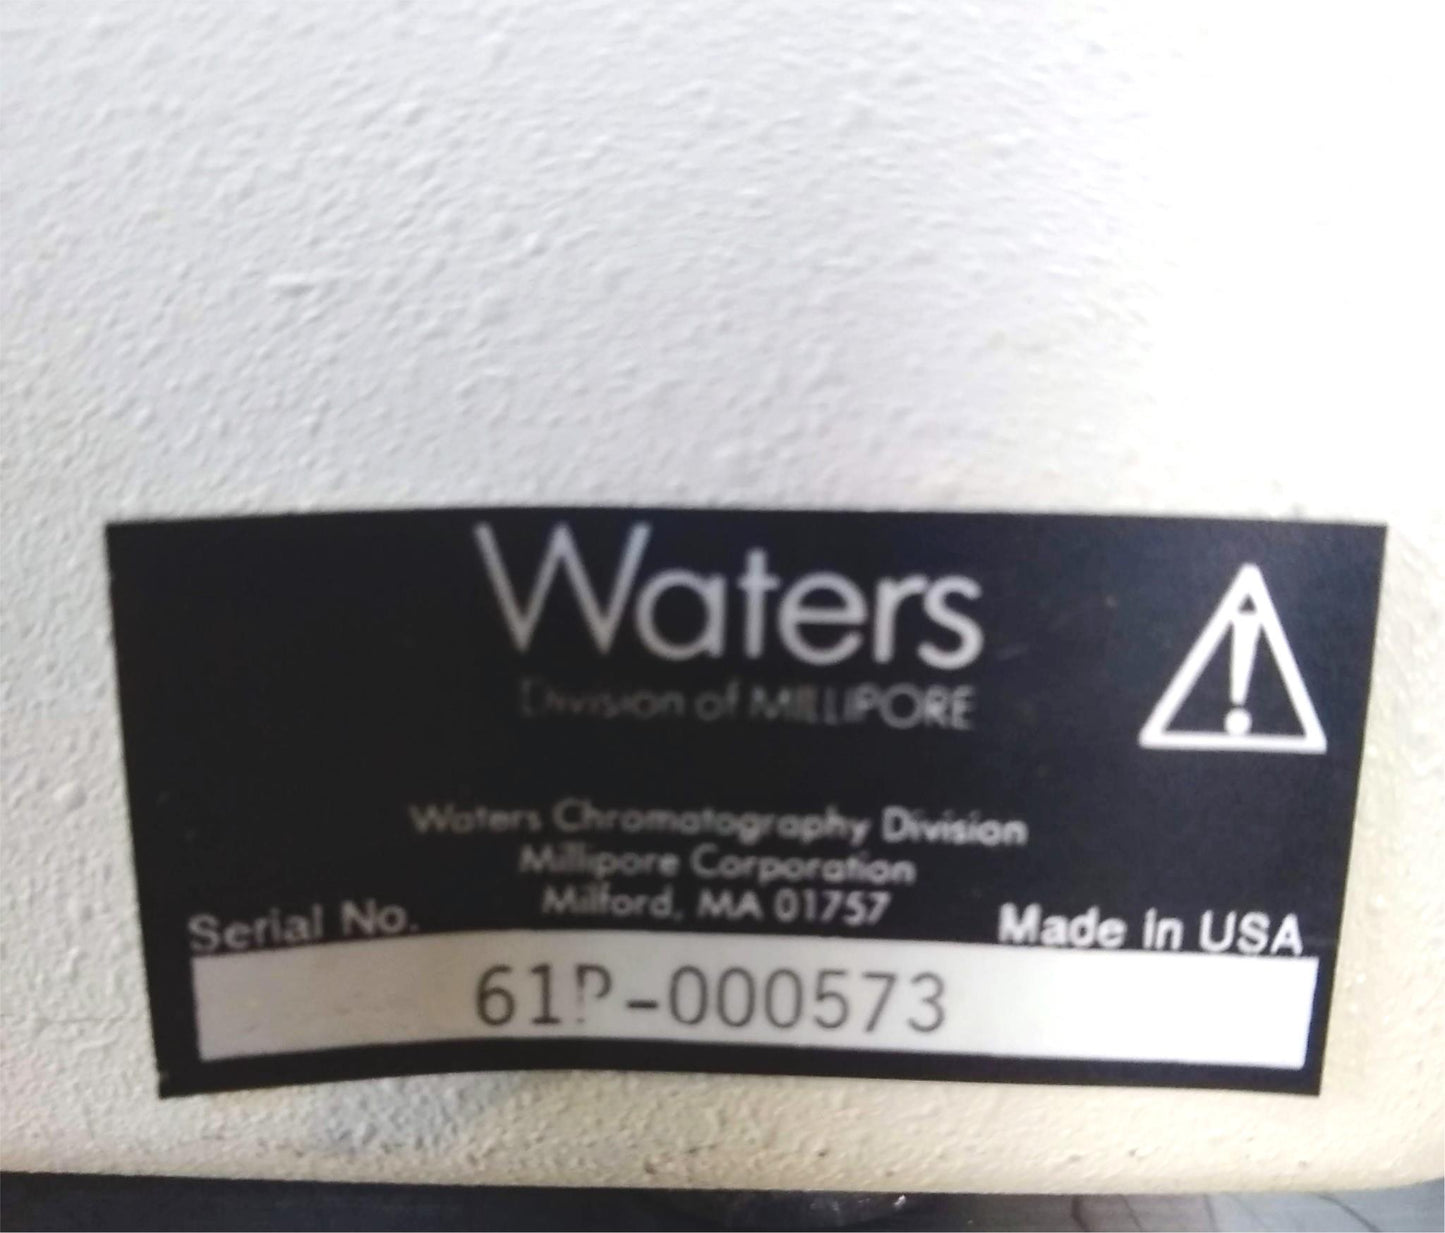 Waters
Division of MILLIPORE
Waters Chromatography Division
Millipore Corporation
Milford, MA 01757
Serial No.
Made in USA
61P-000573